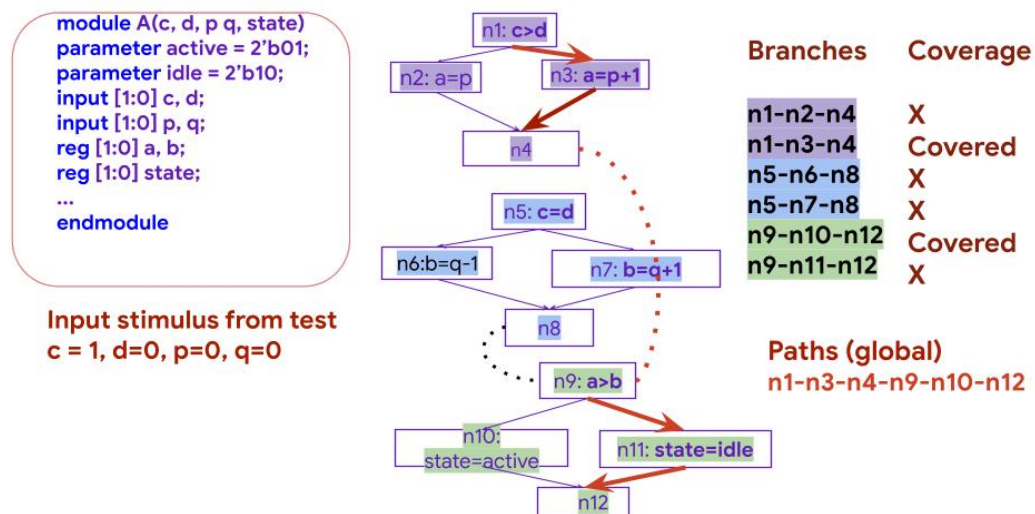 module A(c, d, p q, state)
parameter active = 2'b01;
parameter idle = 2'b10;
input [1:0] c, d;
input [1:0] p, q;
reg [1:0] a, b;
reg [1:0] state;
...
endmodule
Input stimulus from test
c = 1, d=0, p=0, q=0
n1: c>d
n2: a=p
n3: a=p+1
n4
n5: c=d
n6:b=q-1
n7: b=q+1
n8
n9: a>b
n10:
state=active
n11: state=idle
n12
Branches Coverage
n1-n2-n4 X
n1-n3-n4 Covered
n5-n6-n8 X
n5-n7-n8 X
n9-n10-n12 Covered
n9-n11-n12 X
Paths (global)
n1-n3-n4-n9-n10-n12